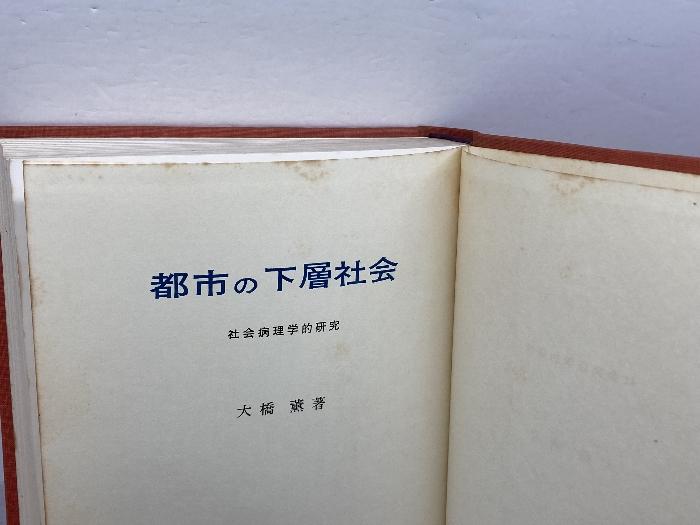 都市の下層社会
社会病理学的研究
大橋 薫 著